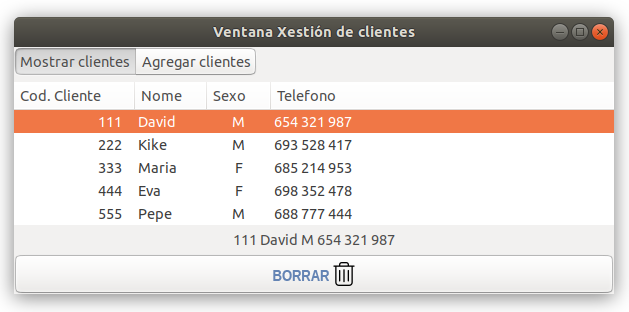 Ventana Xestión de clientes
Mostrar clientes Agregar clientes
Cod. Cliente Nome Sexo Telefono
111 David M 654 321 987
222 Kike M 693 528 417
333 Maria F 685 214 953
444 Eva F 698 352 478
555 Pepe M 688 777 444
111 David M 654 321 987
BORRAR